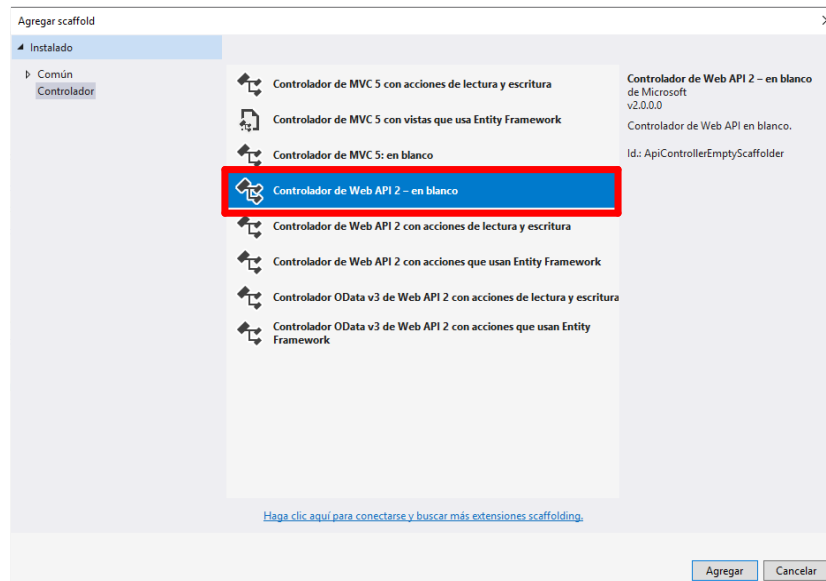 Agregar scaffold
Instalado
Común
Controlador
Controlador de MVC 5 con acciones de lectura y escritura
Controlador de MVC 5 con vistas que usa Entity Framework
Controlador de MVC 5: en blanco
Controlador de Web API 2 – en blanco
Controlador de Web API 2 con acciones de lectura y escritura
Controlador de Web API 2 con acciones que usan Entity Framework
Controlador OData v3 de Web API 2 con acciones de lectura y escritura
Controlador OData v3 de Web API 2 con acciones que usan Entity
Framework
Controlador de Web API 2 – en blanco
de Microsoft
v2.0.0.0
Controlador de Web API en blanco.
Id.: ApiControllerEmptyScaffolder
Haga clic aquí para conectarse y buscar más extensiones scaffolding.
Agregar
Cancelar